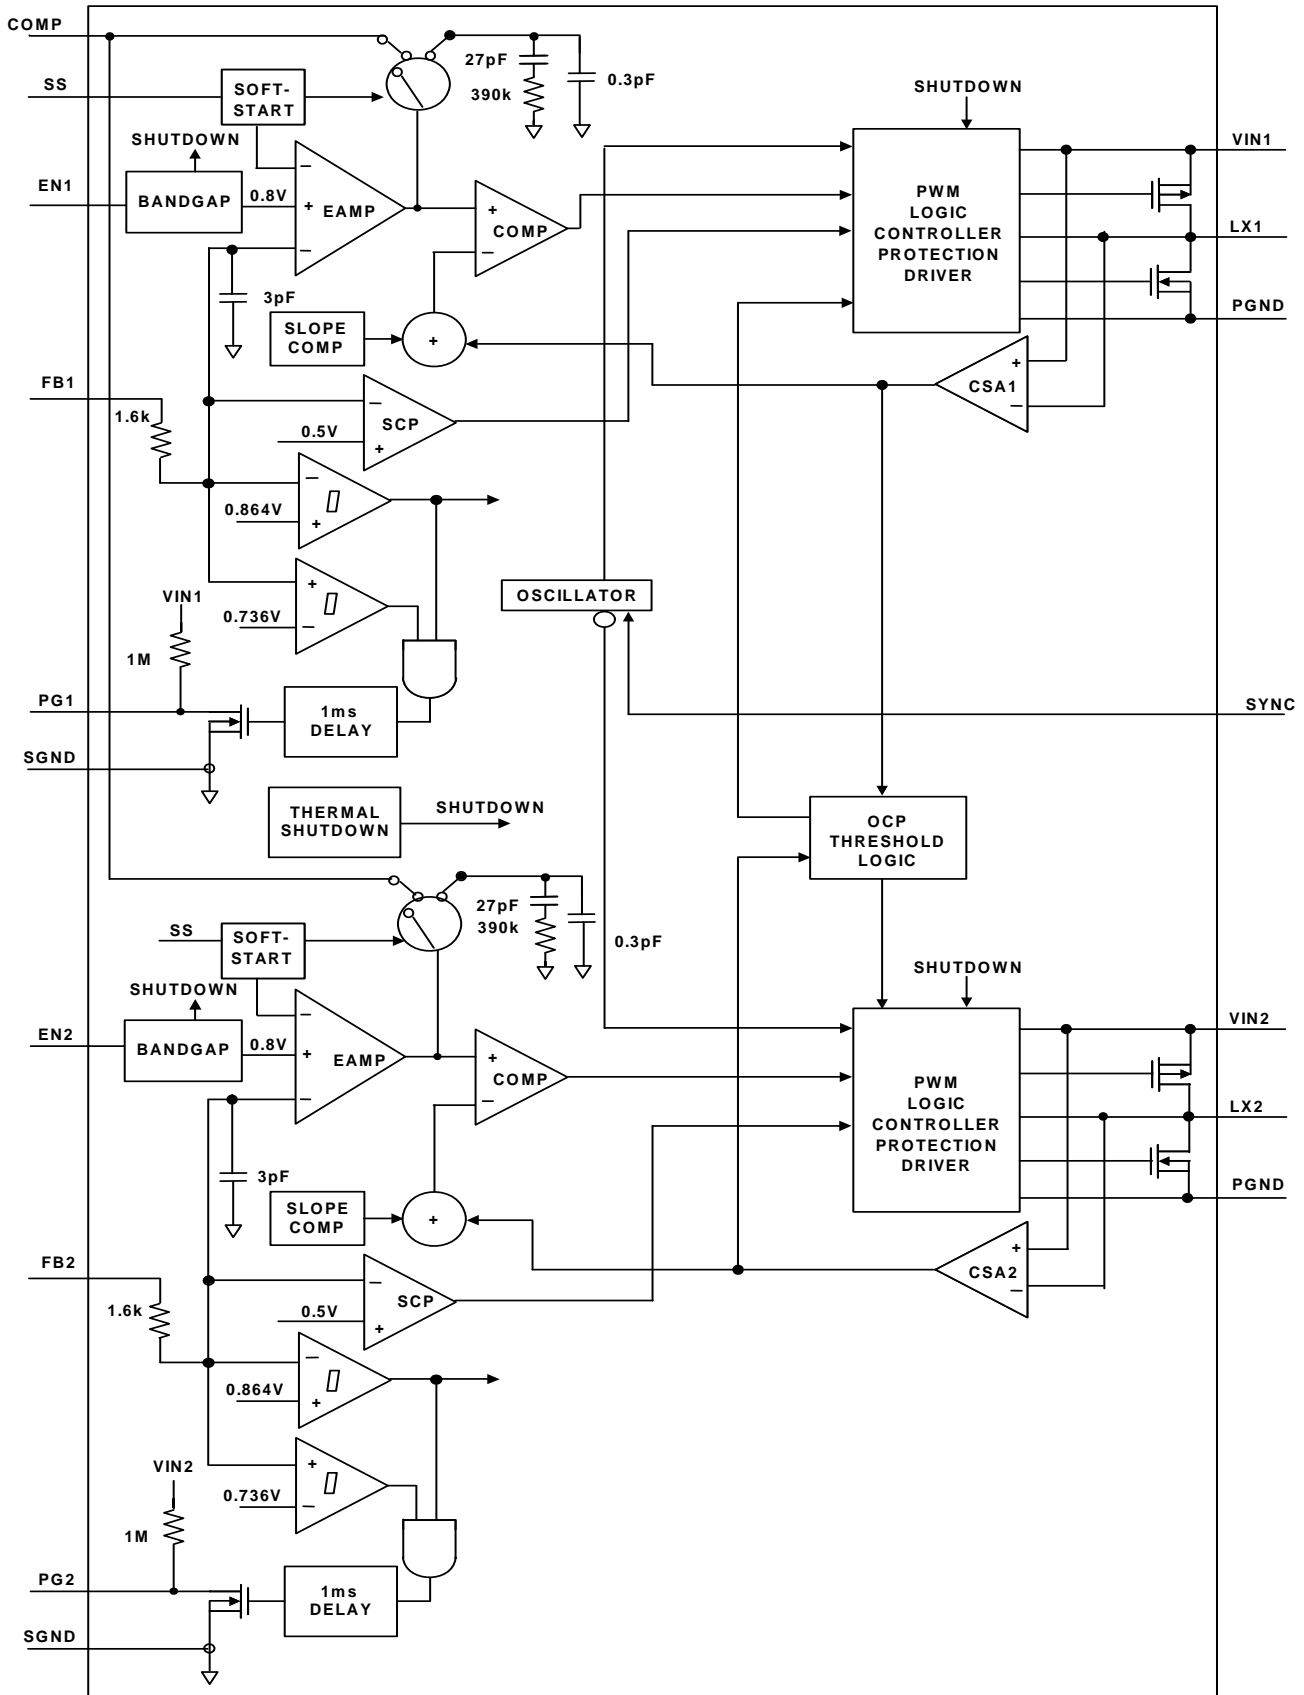 COMP
27pF
390k
0.3pF
SS
SOFT-
START
SHUTDOWN
SHUTDOWN
VIN1
EN1
BANDGAP
0.8V
EAMP
COMP
PWM
LOGIC
CONTROLLER
PROTECTION
DRIVER
LX1
3pF
PGND
SLOPE
COMP
+
CSA1
FB1
1.6k
0.5V
SCP
0.864V
0.736V
VIN1
1M
OSCILLATOR
PG1
1ms
DELAY
SYNC
SGND
THERMAL
SHUTDOWN
SHUTDOWN
OCP
THRESHOLD
LOGIC
27pF
390k
0.3pF
SS
SOFT-
START
SHUTDOWN
SHUTDOWN
VIN2
EN2
BANDGAP
0.8V
EAMP
COMP
PWM
LOGIC
CONTROLLER
PROTECTION
DRIVER
LX2
3pF
PGND
SLOPE
COMP
+
CSA2
FB2
1.6k
0.5V
SCP
0.864V
0.736V
VIN2
1M
PG2
1ms
DELAY
SGND